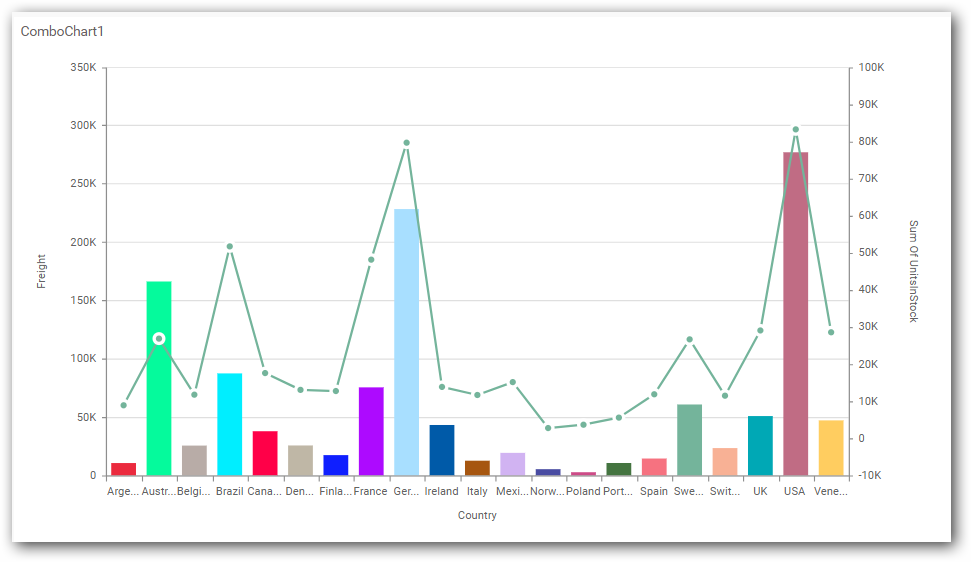 ComboChart1
350K
300K
250K
200K
150K
100K
50K
0
Freight
100K
90K
80K
70K
60K
50K
40K
30K
20K
10K
0
-10K
Sum Of UnitsInStock
Arge... Austr... Belgi... Brazil Cana... Den... Finla... France Ger... Ireland Italy Mexi... Norw... Poland Port... Spain Swe... Swit... UK USA Vene...
Country